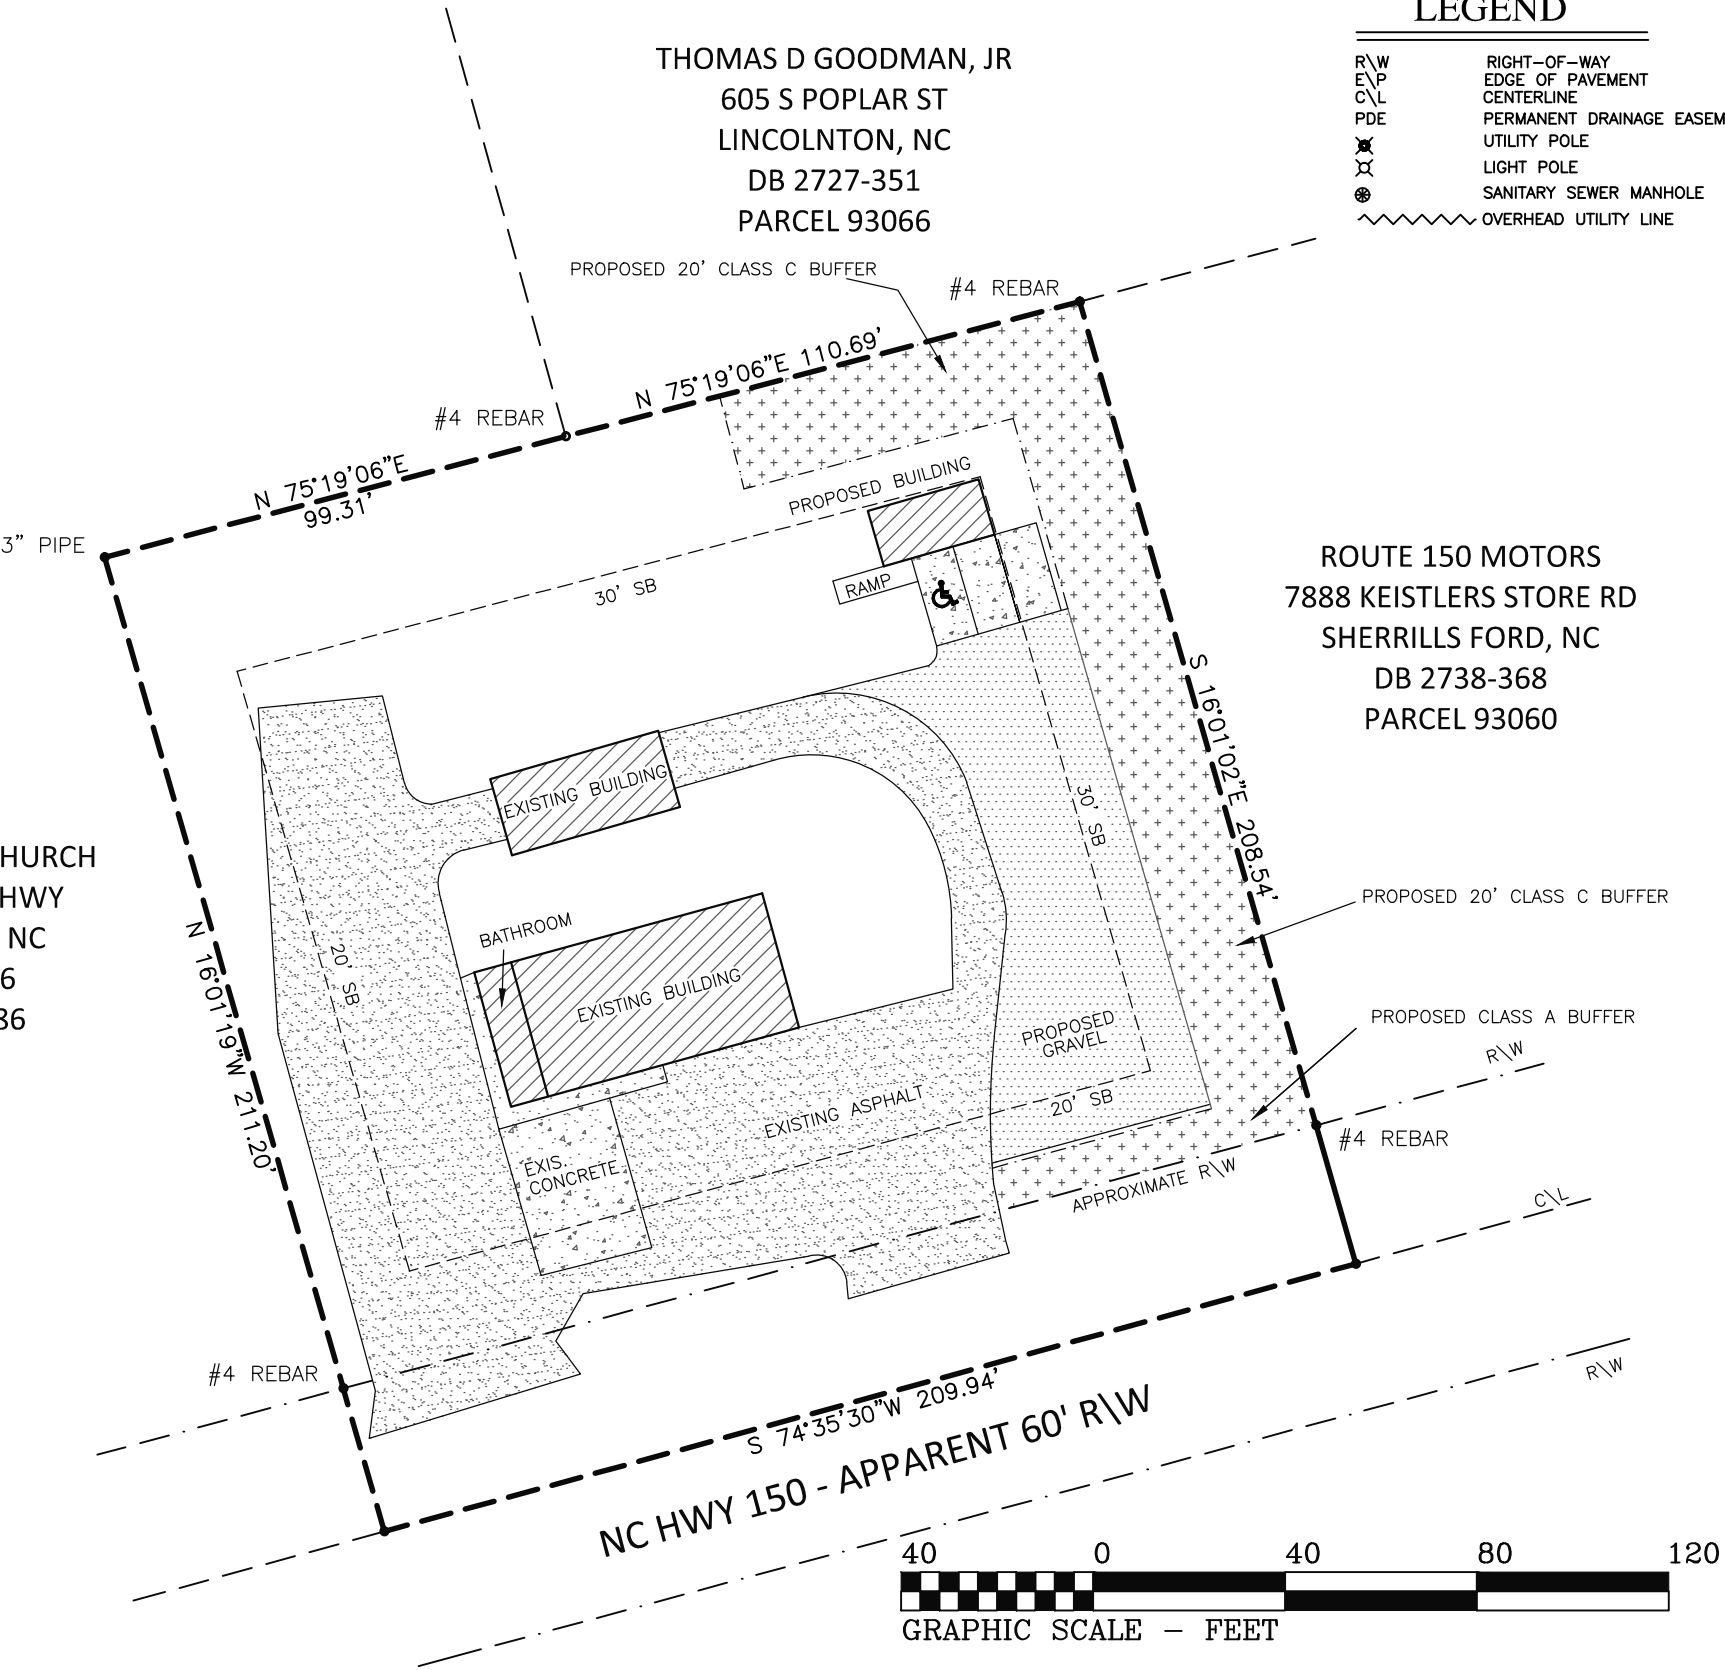 LEGEND
R\W RIGHT-OF-WAY
E\P EDGE OF PAVEMENT
C\L CENTERLINE
PDE PERMANENT DRAINAGE EASEM
UTILITY POLE
LIGHT POLE
SANITARY SEWER MANHOLE
OVERHEAD UTILITY LINE
THOMAS D GOODMAN, JR
605 S POPLAR ST
LINCOLNTON, NC
DB 2727-351
PARCEL 93066
PROPOSED 20' CLASS C BUFFER
#4 REBAR
N 75°19'06"E 110.69'
#4 REBAR
N 75°19'06"E
99.31'
3" PIPE
PROPOSED BUILDING
30' SB
RAMP
ROUTE 150 MOTORS
7888 KEISTLERS STORE RD
SHERRILLS FORD, NC
DB 2738-368
PARCEL 93060
S 16°01'02"E 208.54'
EXISTING BUILDING
30' SB
HURCH
HWY
NC
6
86
N 16°01'19"W 211.20'
20' SB
BATHROOM
EXISTING BUILDING
PROPOSED 20' CLASS C BUFFER
PROPOSED CLASS A BUFFER
PROPOSED
GRAVEL
R\W
20' SB
EXISTING ASPHALT
#4 REBAR
EXIS.
CONCRETE
APPROXIMATE R\W
C\L
#4 REBAR
S 74°35'30"W 209.94'
R\W
NC HWY 150 - APPARENT 60' R\W
40 0 40 80 120
GRAPHIC SCALE - FEET